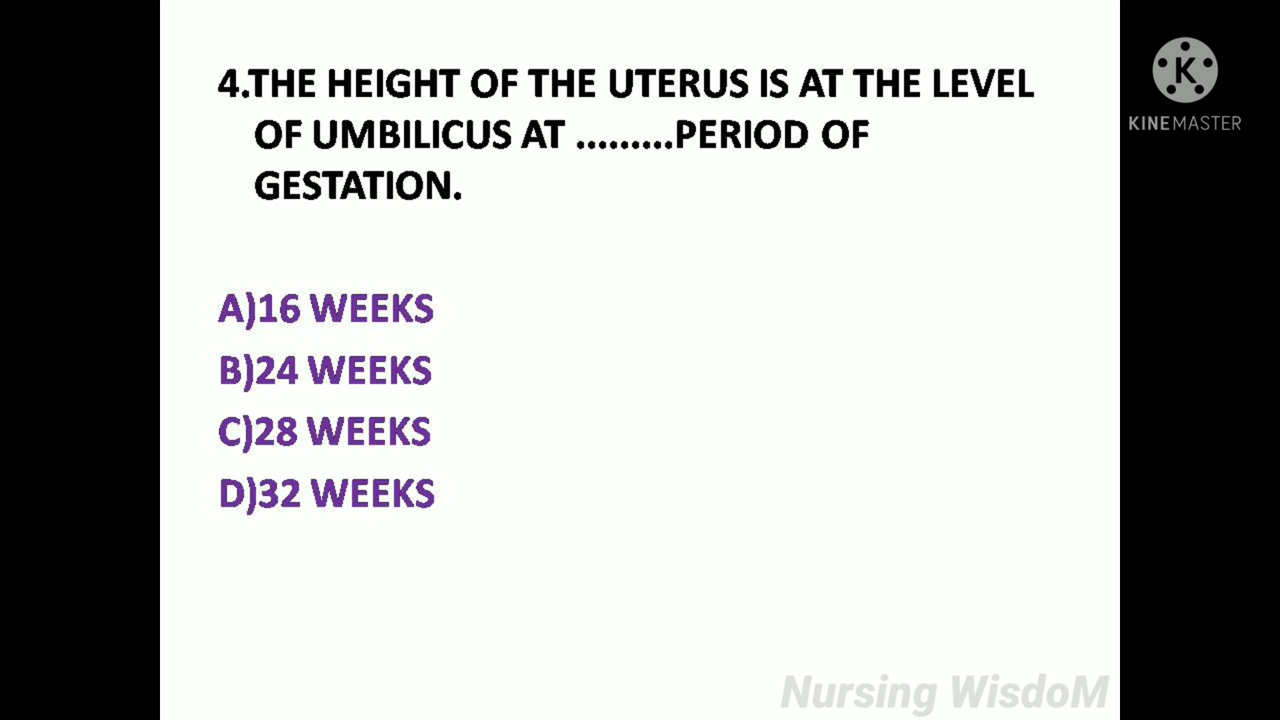 4.THE HEIGHT OF THE UTERUS IS AT THE LEVEL
OF UMBILICUS AT .........PERIOD OF
GESTATION.
A)16 WEEKS
B)24 WEEKS
C)28 WEEKS
D)32 WEEKS
K
KINEMASTER
Nursing WisdoM